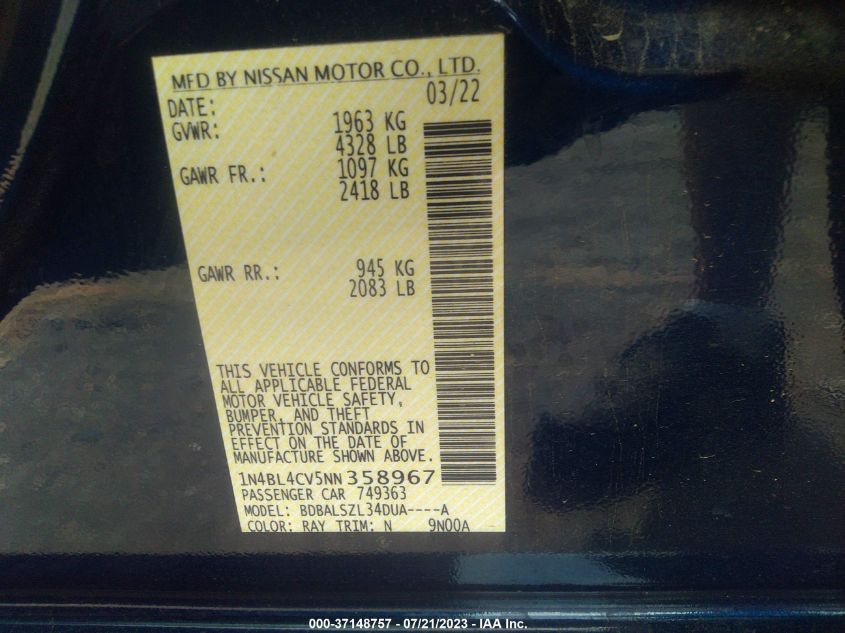 MFD BY NISSAN MOTOR CO., LTD.
DATE: 03/22
GVWR: 1963 KG
4328 LB
GAWR FR.: 1097 KG
2418 LB
GAWR RR.: 945 KG
2083 LB
THIS VEHICLE CONFORMS TO
ALL APPLICABLE FEDERAL
MOTOR VEHICLE SAFETY,
BUMPER, AND THEFT
PREVENTION STANDARDS IN
EFFECT ON THE DATE OF
MANUFACTURE SHOWN ABOVE.
1N4BL4CV5NN358967
PASSENGER CAR 749363
MODEL: BDBALSZL34DUA----A
COLOR: RAY TRIM: N 9N00A
000-37148757 - 07/21/2023 - IAA Inc.